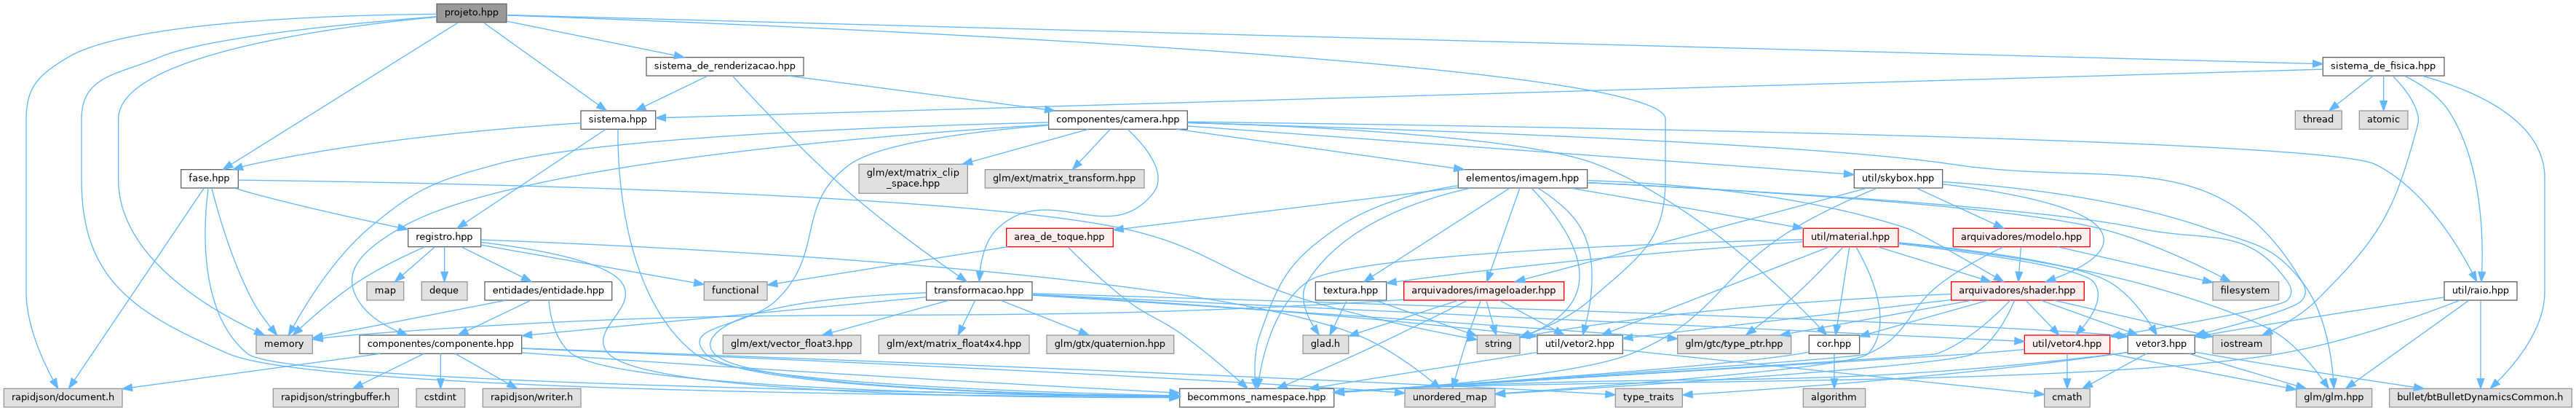 projeto.hpp
sistema_de_renderizacao.hpp
sistema_de_fisica.hpp
sistema.hpp
componentes/camera.hpp
thread
atomic
fase.hpp
glm/ext/matrix_clip
_space.hpp
glm/ext/matrix_transform.hpp
elementos/imagem.hpp
util/skybox.hpp
registro.hpp
area_de_toque.hpp
util/material.hpp
arquivadores/modelo.hpp
map
deque
entidades/entidade.hpp
functional
transformacao.hpp
textura.hpp
arquivadores/imageloader.hpp
arquivadores/shader.hpp
filesystem
util/raio.hpp
memory
componentes/componente.hpp
glm/ext/vector_float3.hpp
glm/ext/matrix_float4x4.hpp
glm/gtx/quaternion.hpp
glad.h
string
util/vetor2.hpp
glm/gtc/type_ptr.hpp
cor.hpp
util/vetor4.hpp
vetor3.hpp
iostream
rapidjson/document.h
rapidjson/stringbuffer.h
cstdint
rapidjson/writer.h
becommons_namespace.hpp
unordered_map
type_traits
algorithm
cmath
glm/glm.hpp
bullet/btBulletDynamicsCommon.h